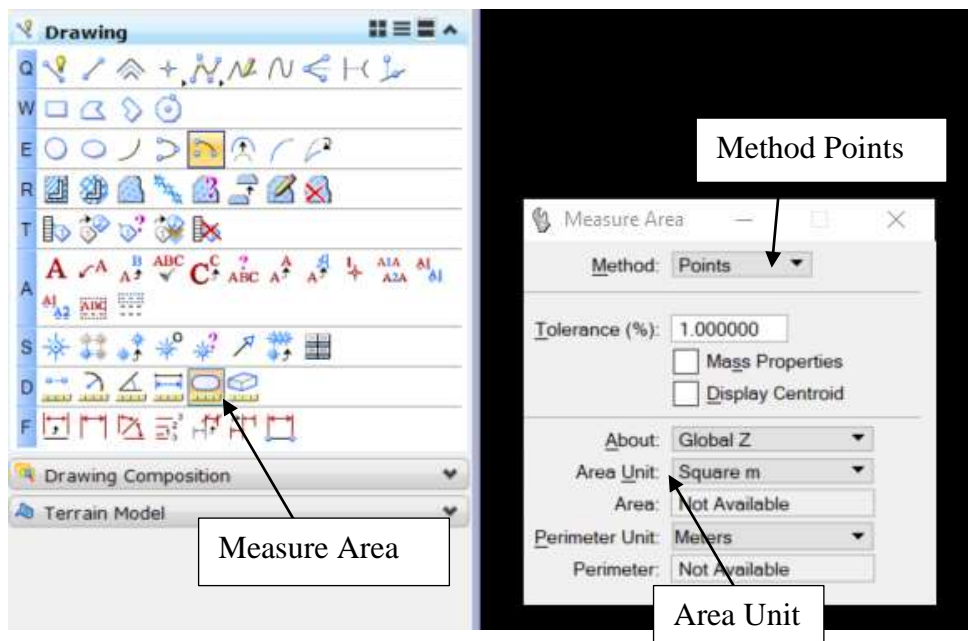 Drawing
Q
W
E
R
T
A
S
D
F
Drawing Composition
Terrain Model
Measure Area
Method Points
Measure Area
Method: Points
Tolerance (%): 1.000000
Mass Properties
Display Centroid
About: Global Z
Area Unit: Square m
Area: Not Available
Perimeter Unit: Meters
Perimeter: Not Available
Area Unit